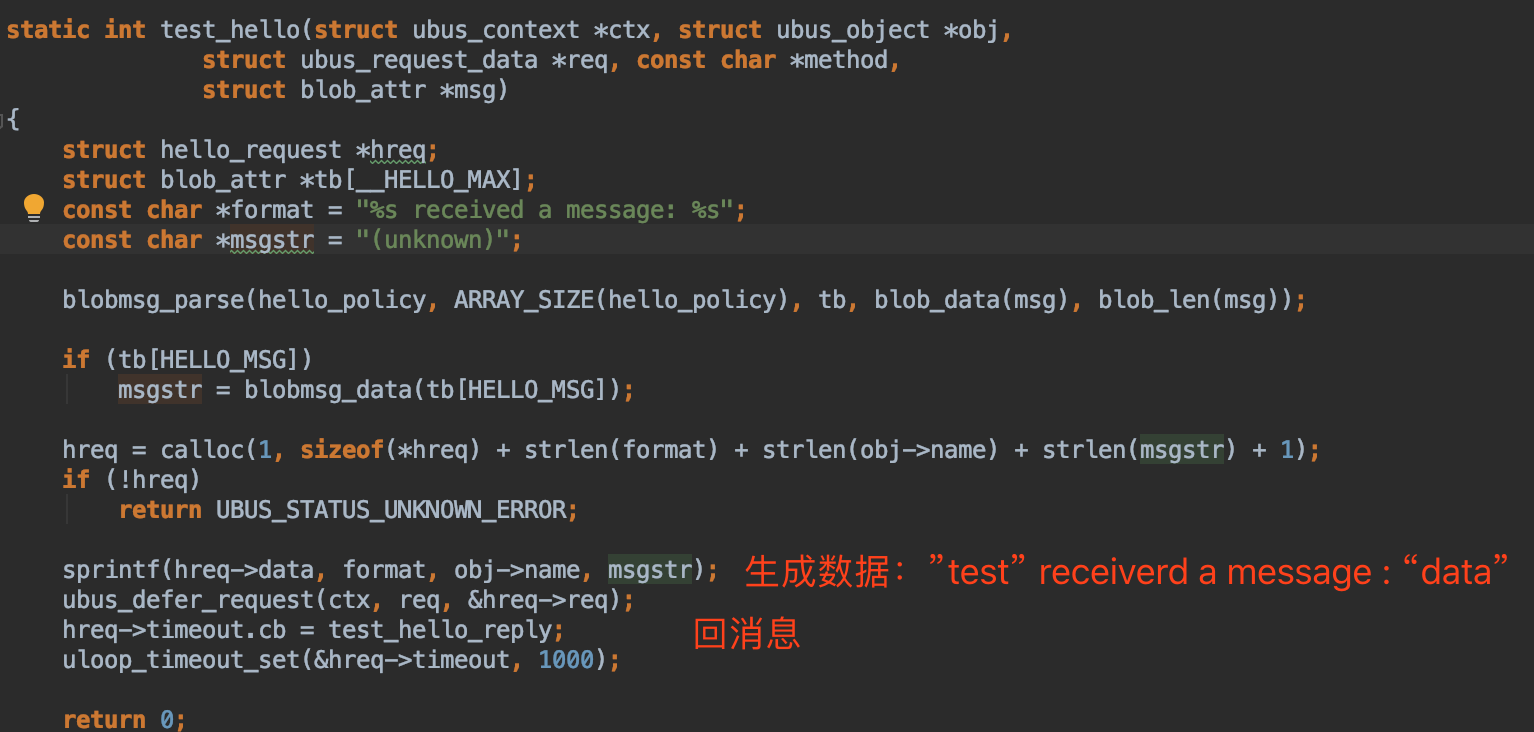 static int test_hello(struct ubus_context *ctx, struct ubus_object *obj,
struct ubus_request_data *req, const char *method,
struct blob_attr *msg)
{
struct hello_request *hreq;
struct blob_attr *tb[__HELLO_MAX];
const char *format = "%s received a message: %s";
const char *msgstr = "(unknown)";
blobmsg_parse(hello_policy, ARRAY_SIZE(hello_policy), tb, blob_data(msg), blob_len(msg));
if (tb[HELLO_MSG])
msgstr = blobmsg_data(tb[HELLO_MSG]);
hreq = calloc(1, sizeof(*hreq) + strlen(format) + strlen(obj->name) + strlen(msgstr) + 1);
if (!hreq)
return UBUS_STATUS_UNKNOWN_ERROR;
sprintf(hreq->data, format, obj->name, msgstr); 生成数据：”test” receiverd a message : “data”
ubus_defer_request(ctx, req, &hreq->req);
hreq->timeout.cb = test_hello_reply; 回消息
uloop_timeout_set(&hreq->timeout, 1000);
return 0;